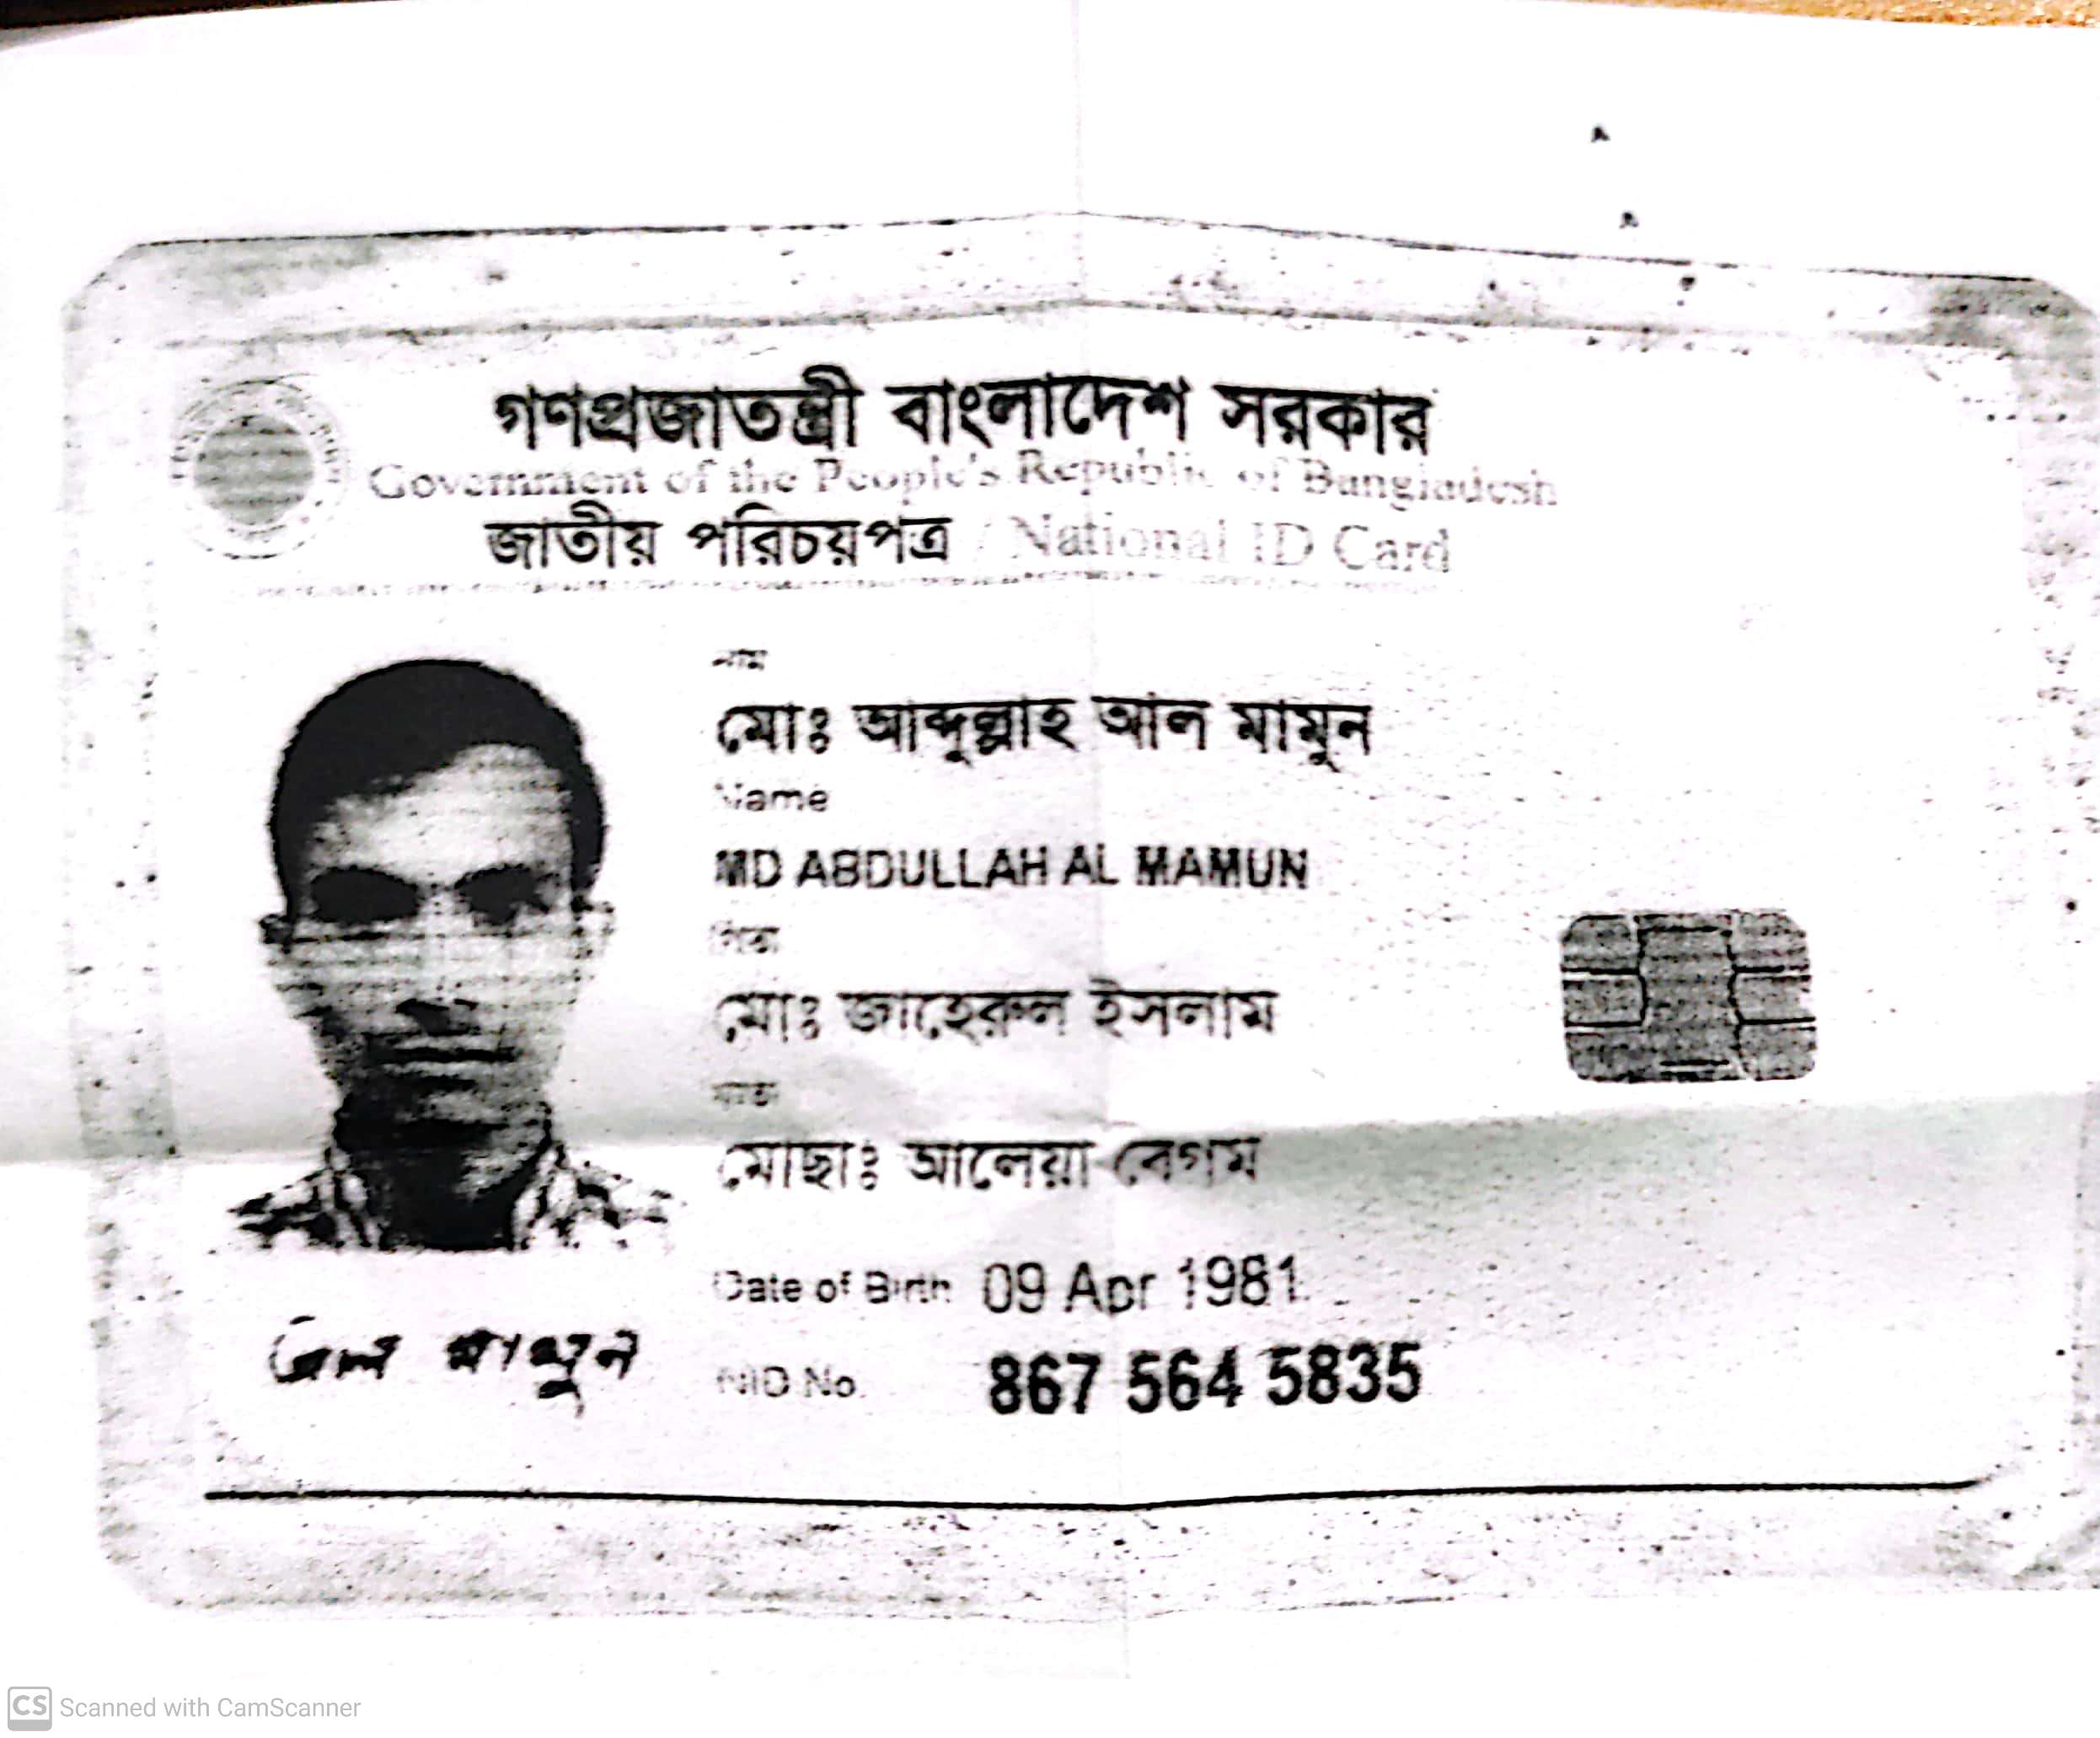 গণপ্রজাতন্ত্রী বাংলাদেশ সরকার
Government of the People's Republic of Bangladesh
জাতীয় পরিচয়পত্র / National ID Card
নাম
মোঃ আব্দুল্লাহ আল মামুন
Name
MD ABDULLAH AL MAMUN
পিতা
মোঃ জাহেরুল ইসলাম
মাতা
মোছাঃ আলেয়া বেগম
Date of Birth 09 Apr 1981
NID No. 867 564 5835
আল মামুন
CS Scanned with CamScanner